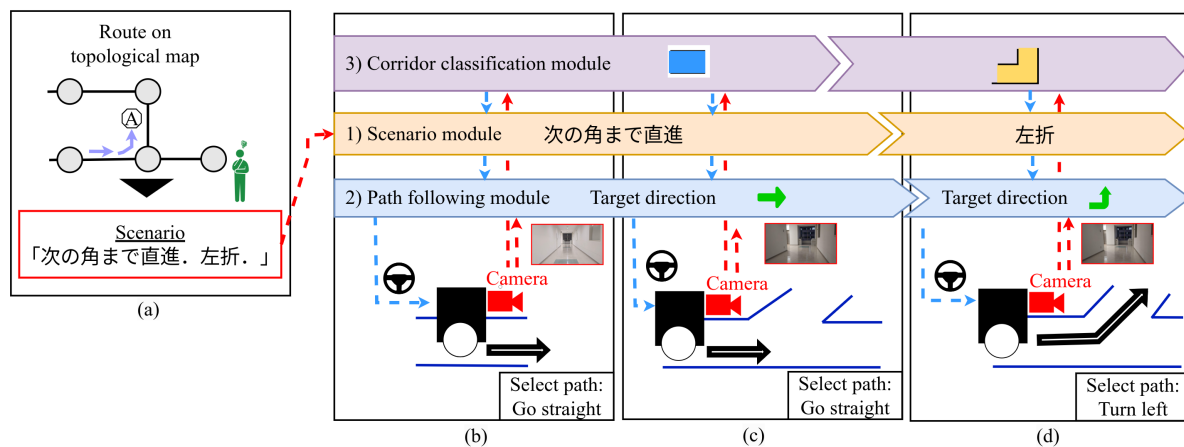 Route on
topological map
A
Scenario
「次の角まで直進．左折．」
(a)
3) Corridor classification module
1) Scenario module
次の角まで直進
左折
2) Path following module
Target direction
Target direction
Camera
Select path:
Go straight
(b)
Camera
Select path:
Go straight
(c)
Camera
Select path:
Turn left
(d)